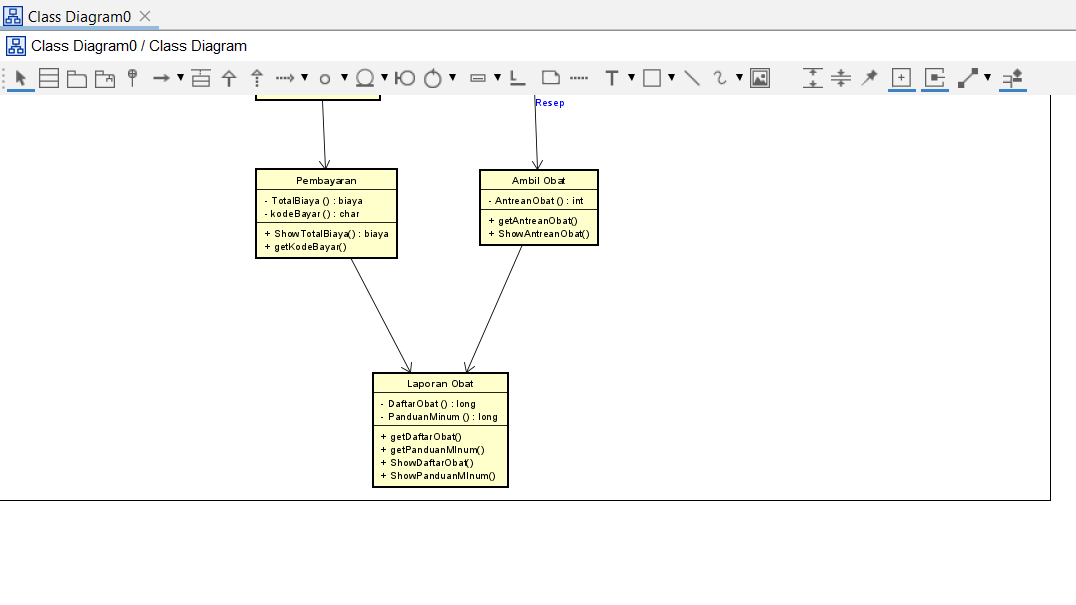 Class Diagram0
Class Diagram0 / Class Diagram
Resep
Pembayaran
- TotalBiaya () : biaya
- kodeBayar () : char
+ ShowTotalBiaya() : biaya
+ getKodeBayar()
Ambil Obat
- AntreanObat () : int
+ getAntreanObat()
+ ShowAntreanObat()
Laporan Obat
- DaftarObat () : long
- PanduanMinum () : long
+ getDaftarObat()
+ getPanduanMInum()
+ ShowDaftarObat()
+ ShowPanduanMInum()